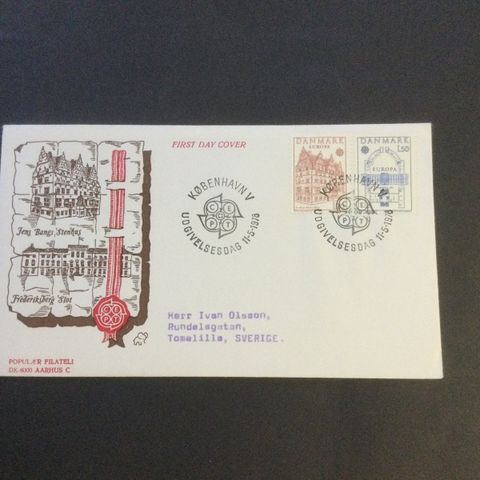 FIRST DAY COVER
DANMARK
EUROPA
DANMARK
1,50
EUROPA
KØBENHAVN V
C E P T
UDGIVELSESDAG 11-5-1978
KØBENHAVN V
C E P T
UDGIVELSESDAG 11-5-1978
Jens Bangs Stenhus
Frederiksberg Slot
C E P T
Herr Ivan Olsson,
Rundelsgatan,
Tomelilla, SVERIGE.
POPULÆR FILATELI
DK-8000 AARHUS C